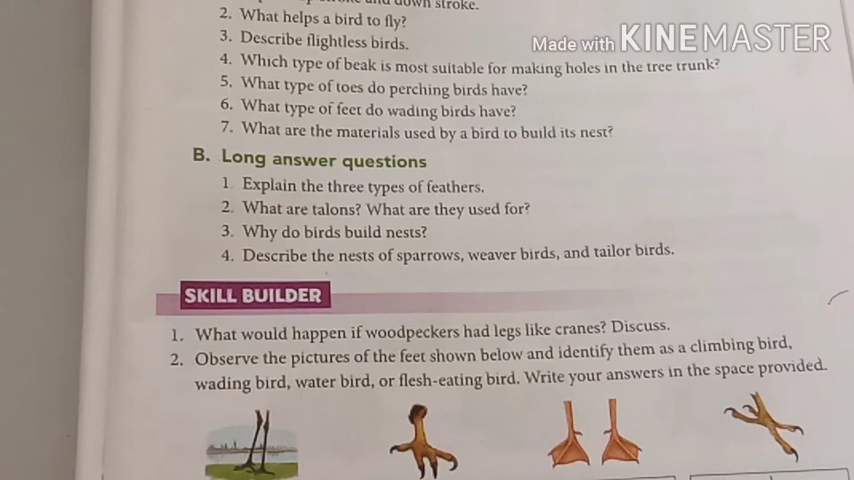 down stroke.
2. What helps a bird to fly?
3. Describe flightless birds.
Made with KINEMASTER
4. Which type of beak is most suitable for making holes in the tree trunk?
5. What type of toes do perching birds have?
6. What type of feet do wading birds have?
7. What are the materials used by a bird to build its nest?
B. Long answer questions
1. Explain the three types of feathers.
2. What are talons? What are they used for?
3. Why do birds build nests?
4. Describe the nests of sparrows, weaver birds, and tailor birds.
SKILL BUILDER
1. What would happen if woodpeckers had legs like cranes? Discuss.
2. Observe the pictures of the feet shown below and identify them as a climbing bird,
wading bird, water bird, or flesh-eating bird. Write your answers in the space provided.